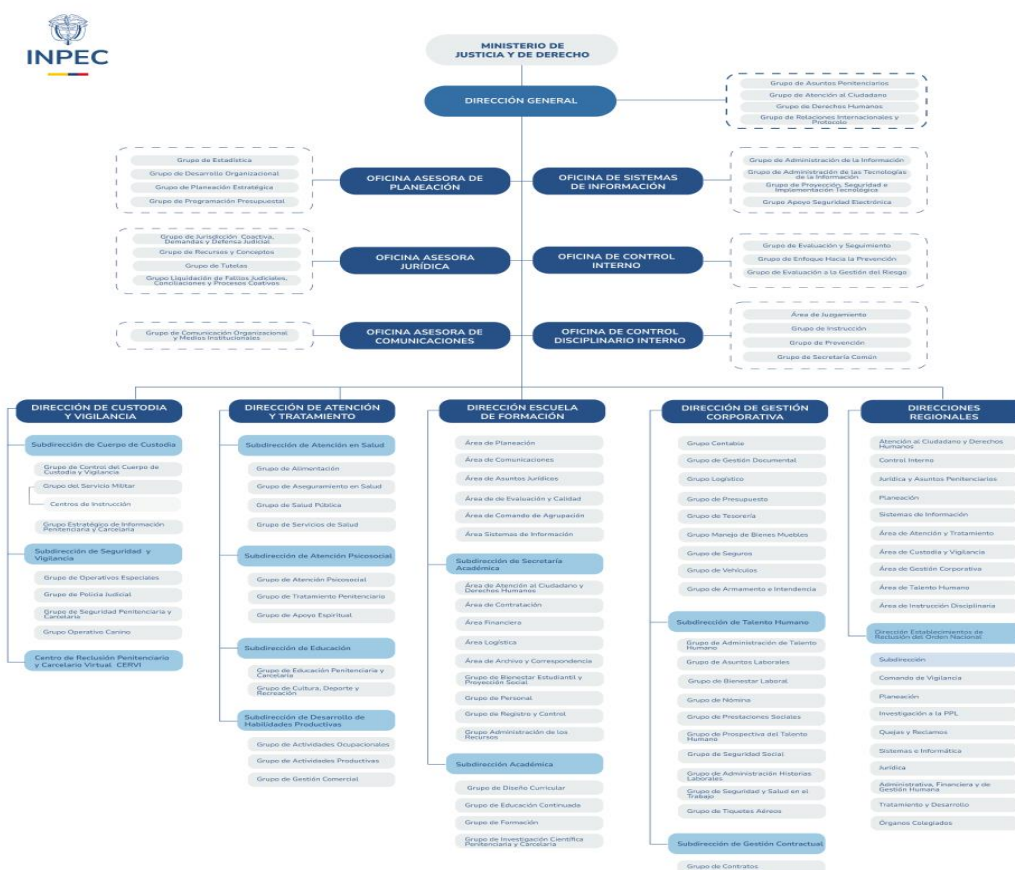 INPEC
MINISTERIO DE
JUSTICIA Y DE DERECHO
DIRECCIÓN GENERAL
Grupo de Asuntos Penitenciarios
Grupo de Atención al Ciudadano
Grupo de Derechos Humanos
Grupo de Relaciones Internacionales y
Protocolo
Grupo de Estadística
Grupo de Desarrollo Organizacional
Grupo de Planeación Estratégica
Grupo de Programación Presupuestal
OFICINA ASESORA DE
PLANEACIÓN
OFICINA DE SISTEMAS
DE INFORMACIÓN
Grupo de Administración de la Información
Grupo de Administración de las Tecnologías
de la Información
Grupo de Proyección, Seguridad e
Implementación Tecnológica
Grupo Apoyo Seguridad Electrónica
Grupo de Jurisdicción Coactiva,
Demandas y Defensa Judicial
Grupo de Recursos y Conceptos
Grupo de Tutelas
Grupo Liquidación de Fallos Judiciales,
Conciliaciones y Procesos Coativos
OFICINA ASESORA
JURÍDICA
OFICINA DE CONTROL
INTERNO
Grupo de Evaluación y Seguimiento
Grupo de Enfoque Hacia la Prevención
Grupo de Evaluación a la Gestión del Riesgo
Grupo de Comunicación Organizacional
y Medios Institucionales
OFICINA ASESORA DE
COMUNICACIONES
OFICINA DE CONTROL
DISCIPLINARIO INTERNO
Área de Juzgamiento
Grupo de Instrucción
Grupo de Prevención
Grupo de Secretaría Común
DIRECCIÓN DE CUSTODIA
Y VIGILANCIA
Subdirección de Cuerpo de Custodia
Grupo de Control del Cuerpo de
Custodia y Vigilancia
Grupo del Servicio Militar
Centros de Instrucción
Grupo Estratégico de Información
Penitenciaria y Carcelaria
Subdirección de Seguridad y
Vigilancia
Grupo de Operativos Especiales
Grupo de Policía Judicial
Grupo de Seguridad Penitenciaria y
Carcelaria
Grupo Operativo Canino
Centro de Reclusión Penitenciario
y Carcelario Virtual CERVI
DIRECCIÓN DE ATENCIÓN
Y TRATAMIENTO
Subdirección de Atención en Salud
Grupo de Alimentación
Grupo de Aseguramiento en Salud
Grupo de Salud Pública
Grupo de Servicios de Salud
Subdirección de Atención Psicosocial
Grupo de Atención Psicosocial
Grupo de Tratamiento Penitenciario
Grupo de Apoyo Espiritual
Subdirección de Educación
Grupo de Educación Penitenciaria y
Carcelaria
Grupo de Cultura, Deporte y
Recreación
Subdirección de Desarrollo de
Habilidades Productivas
Grupo de Actividades Ocupacionales
Grupo de Actividades Productivas
Grupo de Gestión Comercial
DIRECCIÓN ESCUELA
DE FORMACIÓN
Área de Planeación
Área de Comunicaciones
Área de Asuntos Jurídicos
Área de de Evaluación y Calidad
Área de Comando de Agrupación
Área Sistemas de Información
Subdirección de Secretaría
Académica
Área de Atención al Ciudadano y
Derechos Humanos
Área de Contratación
Área Financiero
Área Logística
Área de Archivo y Correspondencia
Grupo de Bienestar Estudiantil y
Proyección Social
Grupo de Personal
Grupo de Registro y Control
Grupo Administración de los
Recursos
Subdirección Académica
Grupo de Diseño Curricular
Grupo de Educación Continuada
Grupo de Formación
Grupo de Investigación Científica
Penitenciaria y Carcelaria
DIRECCIÓN DE GESTIÓN
CORPORATIVA
Grupo Contable
Grupo de Gestión Documental
Grupo Logístico
Grupo de Presupuesto
Grupo de Tesorería
Grupo Manejo de Bienes Muebles
Grupo de Seguros
Grupo de Vehículos
Grupo de Armamento e Intendencia
Subdirección de Talento Humano
Grupo de Administración de Talento
Humano
Grupo de Asuntos Laborales
Grupo de Bienestar Laboral
Grupo de Nómina
Grupo de Prestaciones Sociales
Grupo de Prospectiva del Talento
Humano
Grupo de Seguridad Social
Grupo de Administración Historias
Laborales
Grupo de Seguridad y Salud en el
Trabajo
Grupo de Tiquetes Aéreos
Subdirección de Gestión Contractual
Grupo de Contratos
DIRECCIONES
REGIONALES
Atención al Ciudadano y Derechos
Humanos
Control Interno
Jurídica y Asuntos Penitenciarios
Planeación
Sistemas de Información
Área de Atención y Tratamiento
Área de Custodia y Vigilancia
Área de Gestión Corporativa
Área de Talento Humano
Área de Instrucción Disciplinaria
Dirección Establecimientos de
Reclusión del Orden Nacional
Subdirección
Comando de Vigilancia
Planeación
Investigación a la PPL
Quejas y Reclamos
Sistemas e Informática
Jurídica
Administrativa, Financiera y de
Gestión Humana
Tratamiento y Desarrollo
Órganos Colegiados